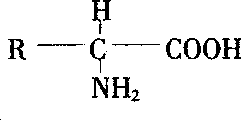 H
R — C — COOH
NH₂